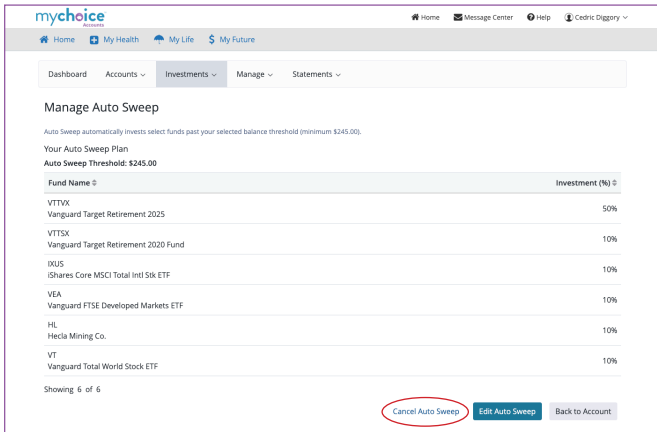 mychoice
Accounts
Home Message Center Help Cedric Diggory
Home My Health My Life My Future
Dashboard Accounts Investments Manage Statements
Manage Auto Sweep
Auto Sweep automatically invests select funds past your selected balance threshold (minimum $245.00).
Your Auto Sweep Plan
Auto Sweep Threshold: $245.00
Fund Name Investment (%)
VTTVX
Vanguard Target Retirement 2025
50%
VTTSX
Vanguard Target Retirement 2020 Fund
10%
IXUS
iShares Core MSCI Total Intl Stk ETF
10%
VEA
Vanguard FTSE Developed Markets ETF
10%
HL
Hecla Mining Co.
10%
VT
Vanguard Total World Stock ETF
10%
Showing 6 of 6
Cancel Auto Sweep Edit Auto Sweep Back to Account